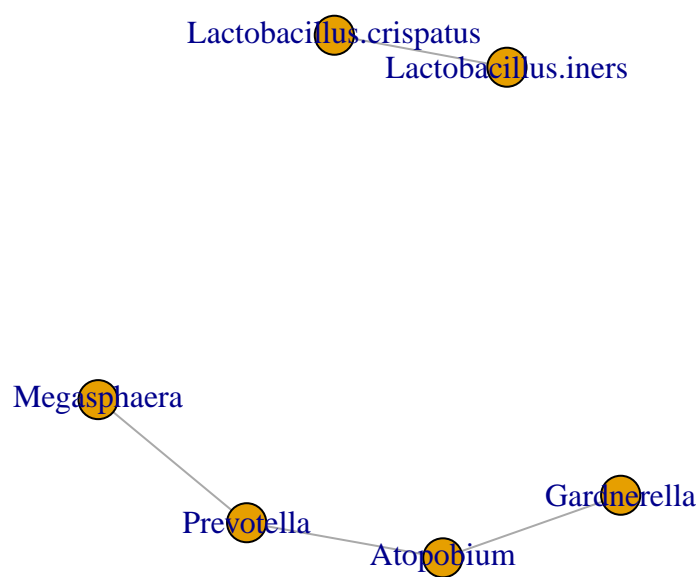 Lactobacillus.crispatus
Lactobacillus.iners
Megasphaera
Gardnerella
Prevotella
Atopobium